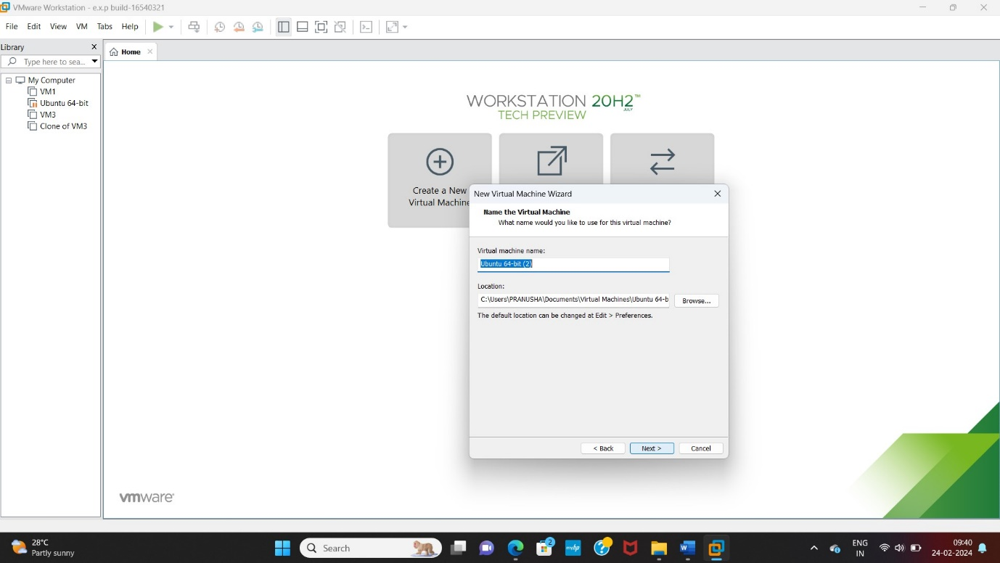 VMware Workstation - e.x.p build-16540321
File Edit View VM Tabs Help
Library
Home
Type here to sea...
My Computer
VM1
Ubuntu 64-bit
VM3
Clone of VM3
WORKSTATION 20H2™
JULY
TECH PREVIEW
Create a New
Virtual Machine
New Virtual Machine Wizard
Name the Virtual Machine
What name would you like to use for this virtual machine?
Virtual machine name:
Ubuntu 64-bit (2)
Location:
C:\Users\PRANUSHA\Documents\Virtual Machines\Ubuntu 64-b
Browse...
The default location can be changed at Edit > Preferences.
< Back
Next >
Cancel
vmware®
28°C
Partly sunny
Search
2
myhp
ENG
IN
09:40
24-02-2024